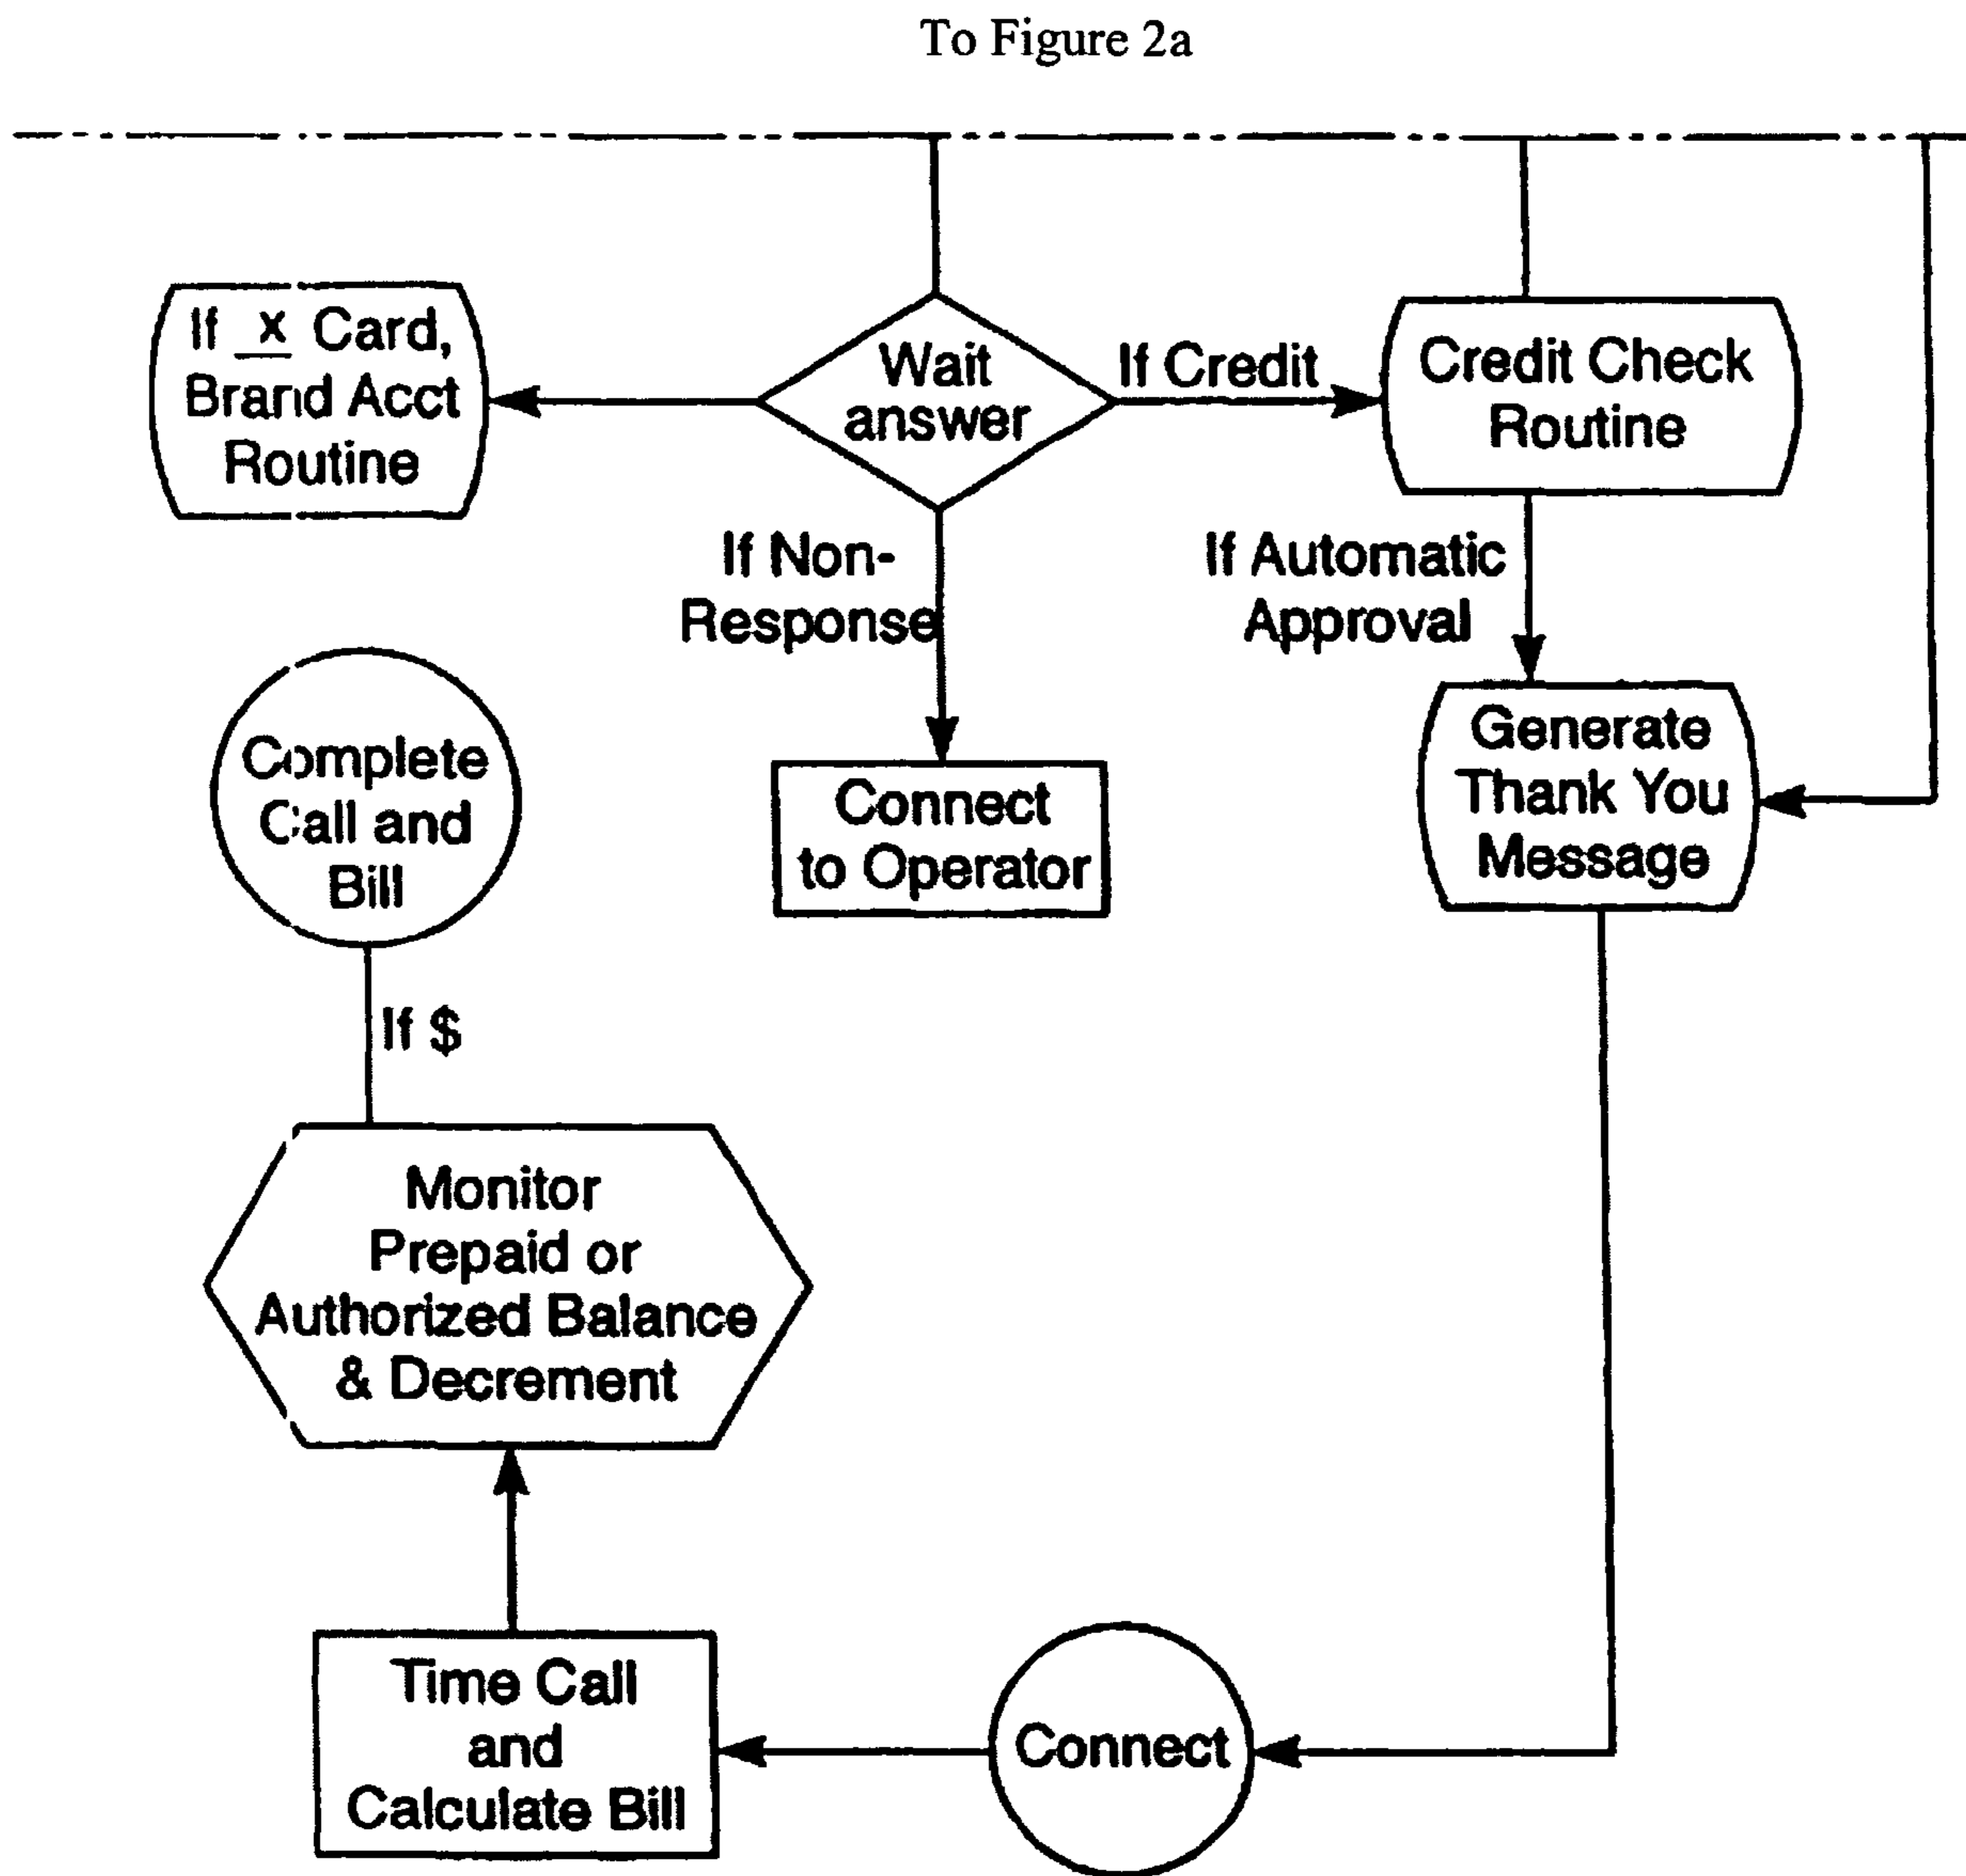 To Figure 2a
If x Card,
Brand Acct
Routine
Wait
answer
If Credit
Credit Check
Routine
If Non-
Response
If Automatic
Approval
Complete
Call and
Bill
Connect
to Operator
Generate
Thank You
Message
If $
Monitor
Prepaid or
Authorized Balance
& Decrement
Time Call
and
Calculate Bill
Connect